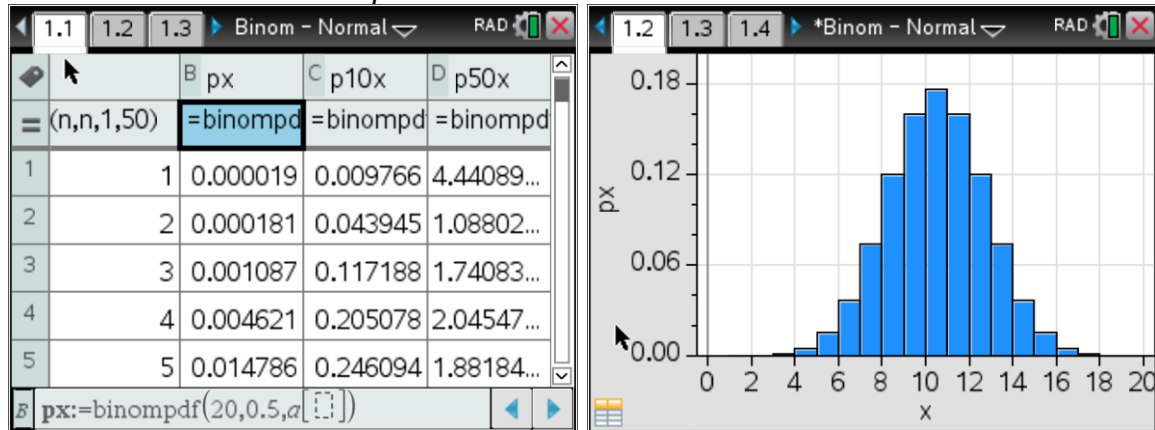 1.1 1.2 1.3 Binom – Normal RAD
B px C p10x D p50x
= (n,n,1,50) =binompd =binompd =binompd
1 1 0.000019 0.009766 4.44089...
2 2 0.000181 0.043945 1.08802...
3 3 0.001087 0.117188 1.74083...
4 4 0.004621 0.205078 2.04547...
5 5 0.014786 0.246094 1.88184...
B px:=binompdf(20,0.5,a[])
1.2 1.3 1.4 *Binom – Normal RAD
0.18
0.12
px
0.06
0.00
0 2 4 6 8 10 12 14 16 18 20
x